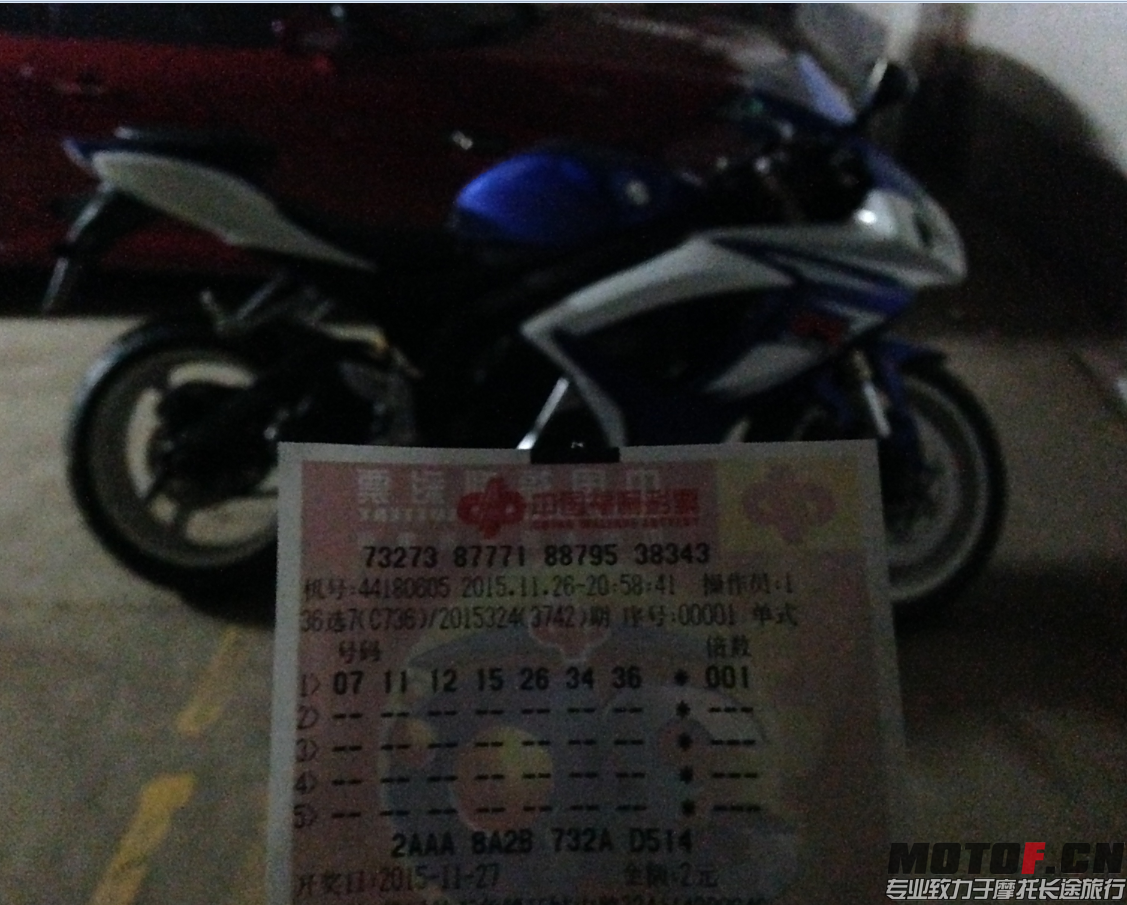 中国福利彩票
CHINA WELFARE LOTTERY
73273 87771 88795 38343
机号:44180605 2015.11.26-20:58:41 操作员:1
36选7(C736)/2015324(3742)期 序号:00001 单式
号码 倍数
1> 07 11 12 15 26 34 36 * 001
2> -- -- -- -- -- -- -- * ---
3> -- -- -- -- -- -- -- * ---
4> -- -- -- -- -- -- -- * ---
5> -- -- -- -- -- -- -- * ---
2AAA 8A2B 732A D514
开奖日:2015-11-27 金额:2元
MOTOF.CN
专业致力于摩托长途旅行